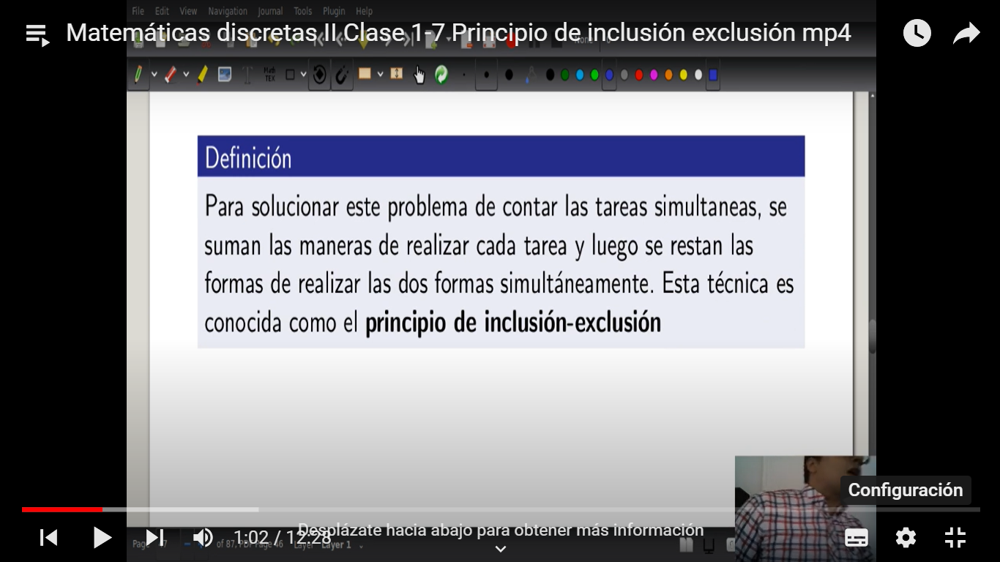 File Edit View Navigation Journal Tools Plugin Help
Matemáticas discretas II Clase 1-7 Principio de inclusión exclusión mp4
None
Math TEX
Definición
Para solucionar este problema de contar las tareas simultaneas, se
suman las maneras de realizar cada tarea y luego se restan las
formas de realizar las dos formas simultáneamente. Esta técnica es
conocida como el principio de inclusión-exclusión
Configuración
Desplázate hacia abajo para obtener más información
1:02 / 12:28
of 87, PDF Page 46 Layer Layer 1